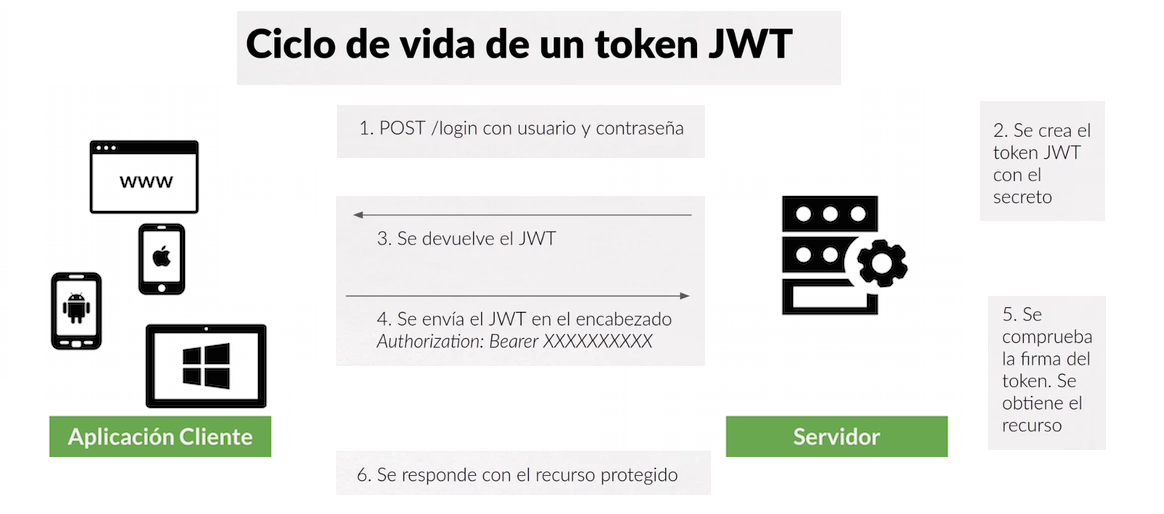 Ciclo de vida de un token JWT
1. POST /login con usuario y contraseña
2. Se crea el
token JWT
con el
secreto
www
3. Se devuelve el JWT
4. Se envía el JWT en el encabezado
Authorization: Bearer XXXXXXXXXX
5. Se
comprueba
la firma del
token. Se
obtiene el
recurso
Aplicación Cliente
Servidor
6. Se responde con el recurso protegido